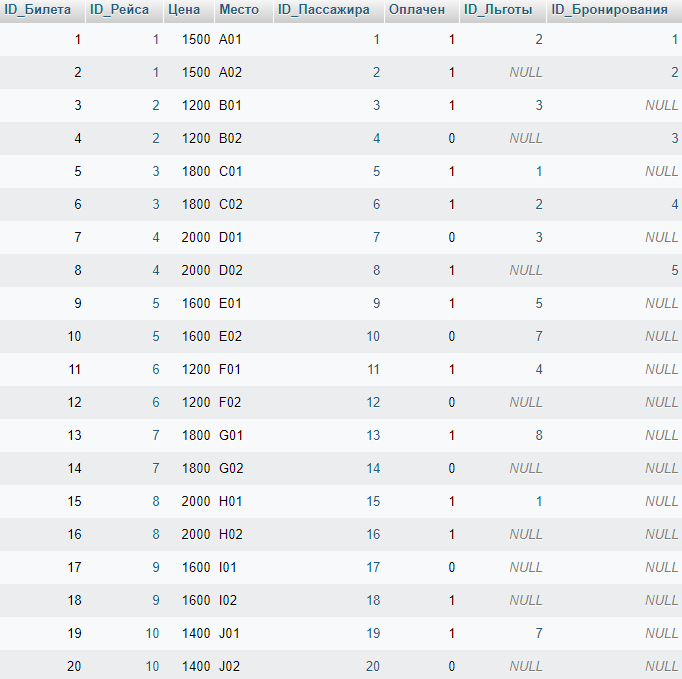 ID_Билета ID_Рейса Цена Место ID_Пассажира Оплачен ID_Льготы ID_Бронирования
1 1 1500 A01 1 1 2 1
2 1 1500 A02 2 1 NULL 2
3 2 1200 B01 3 1 3 NULL
4 2 1200 B02 4 0 NULL 3
5 3 1800 C01 5 1 1 NULL
6 3 1800 C02 6 1 2 4
7 4 2000 D01 7 0 3 NULL
8 4 2000 D02 8 1 NULL 5
9 5 1600 E01 9 1 5 NULL
10 5 1600 E02 10 0 7 NULL
11 6 1200 F01 11 1 4 NULL
12 6 1200 F02 12 0 NULL NULL
13 7 1800 G01 13 1 8 NULL
14 7 1800 G02 14 0 NULL NULL
15 8 2000 H01 15 1 1 NULL
16 8 2000 H02 16 1 NULL NULL
17 9 1600 I01 17 0 NULL NULL
18 9 1600 I02 18 1 NULL NULL
19 10 1400 J01 19 1 7 NULL
20 10 1400 J02 20 0 NULL NULL